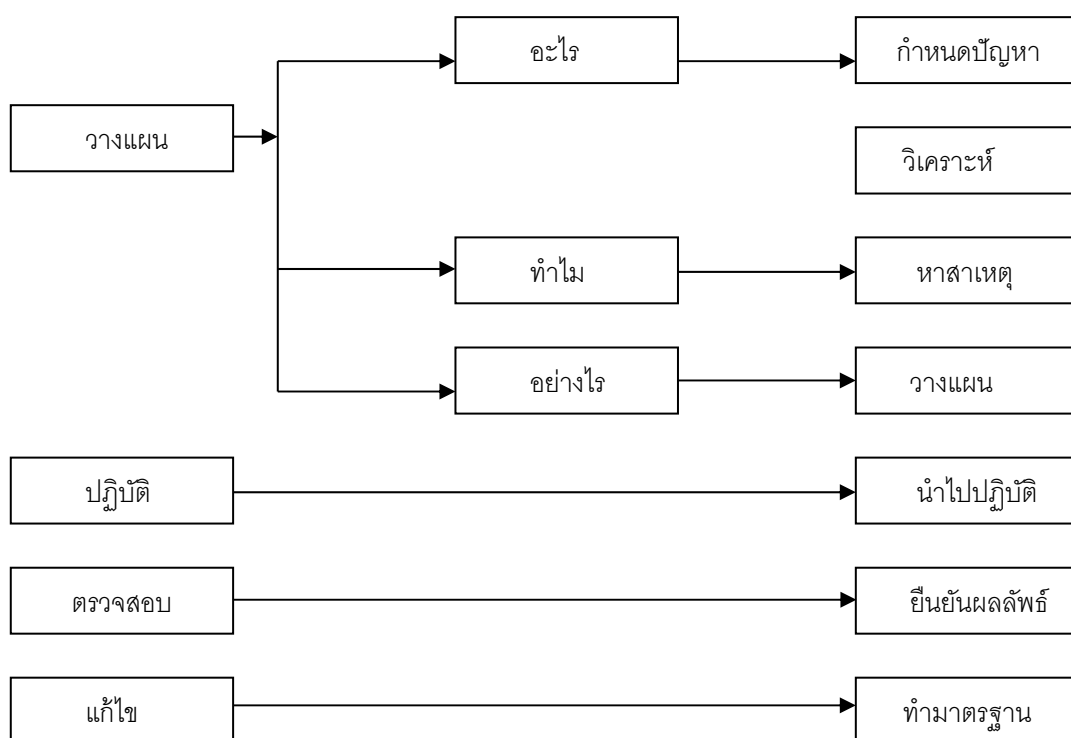 อะไร
กำหนดปัญหา
วางแผน
วิเคราะห์
ทำไม
หาสาเหตุ
อย่างไร
วางแผน
ปฏิบัติ
นำไปปฏิบัติ
ตรวจสอบ
ยืนยันผลลัพธ์
แก้ไข
ทำมาตรฐาน